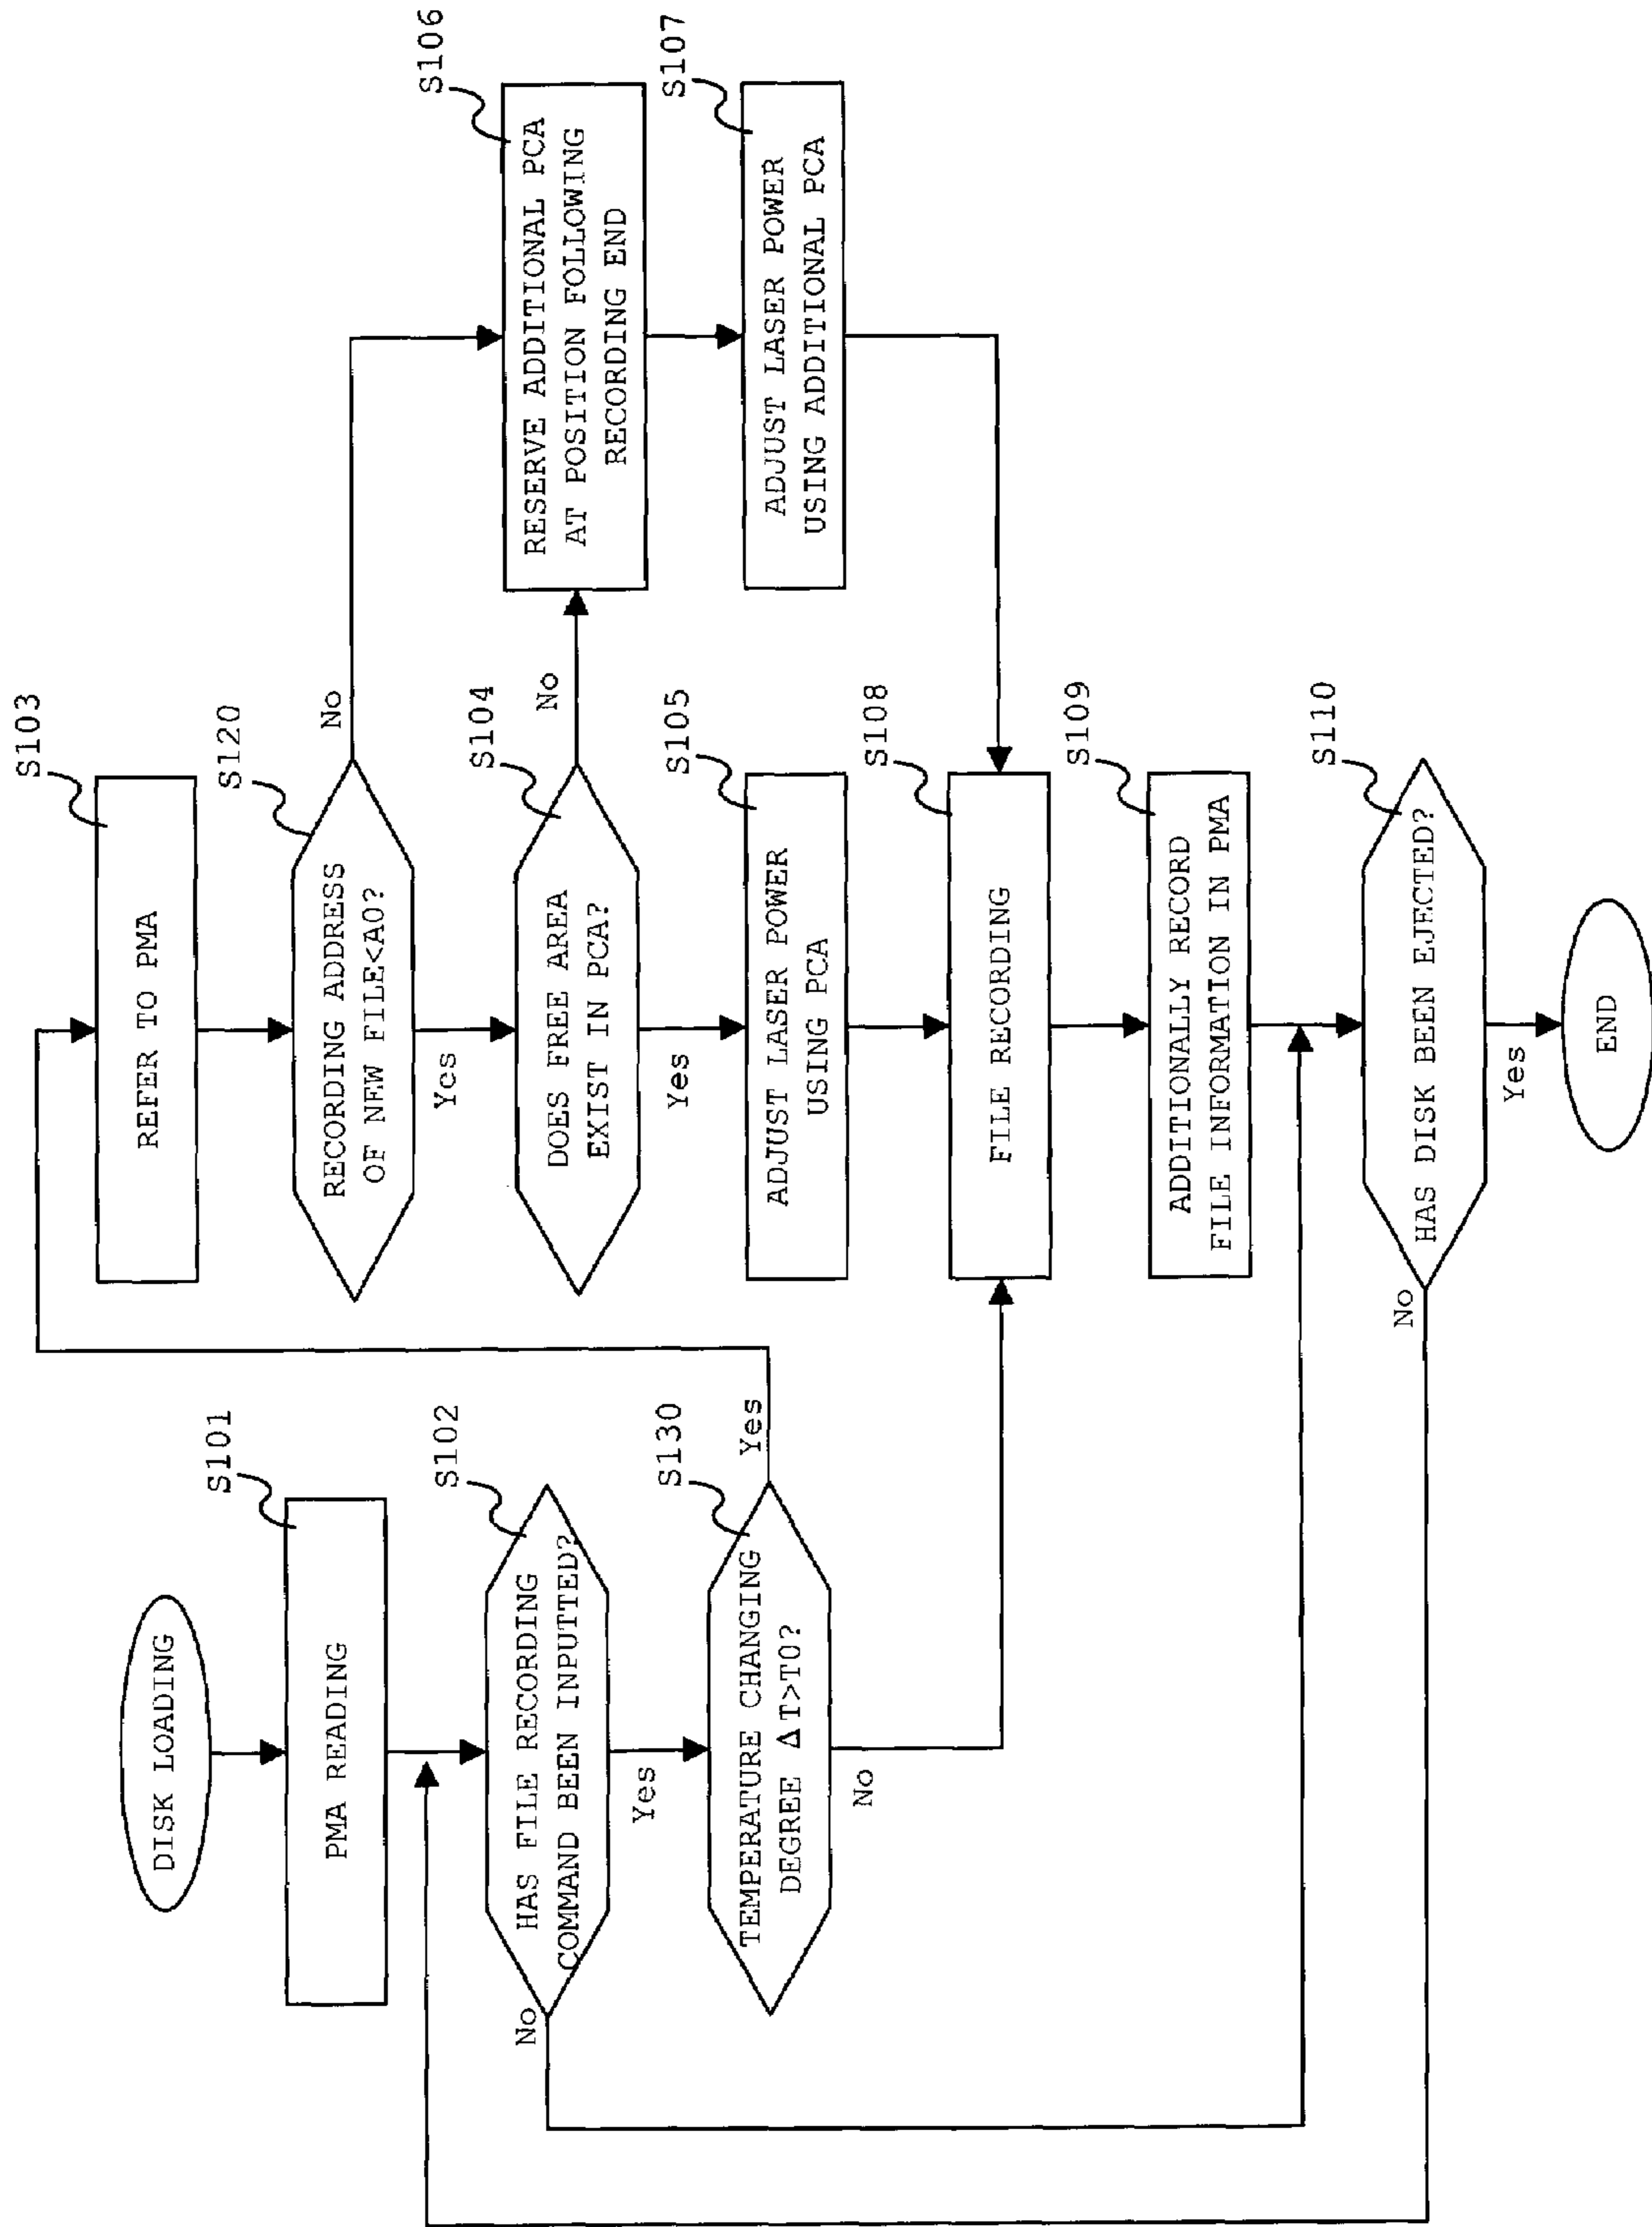 DISK LOADING
S101
PMA READING
S102
HAS FILE RECORDING
COMMAND BEEN INPUTTED?
No
Yes
S130
TEMPERATURE CHANGING
DEGREE ΔT>T0?
Yes
No
S103
REFER TO PMA
S120
RECORDING ADDRESS
OF NEW FILE<A0?
No
Yes
S104
DOES FREE AREA
EXIST IN PCA?
No
Yes
S105
ADJUST LASER POWER
USING PCA
S106
RESERVE ADDITIONAL PCA
AT POSITION FOLLOWING
RECORDING END
S107
ADJUST LASER POWER
USING ADDITIONAL PCA
S108
FILE RECORDING
S109
ADDITIONALLY RECORD
FILE INFORMATION IN PMA
S110
HAS DISK BEEN EJECTED?
No
Yes
END